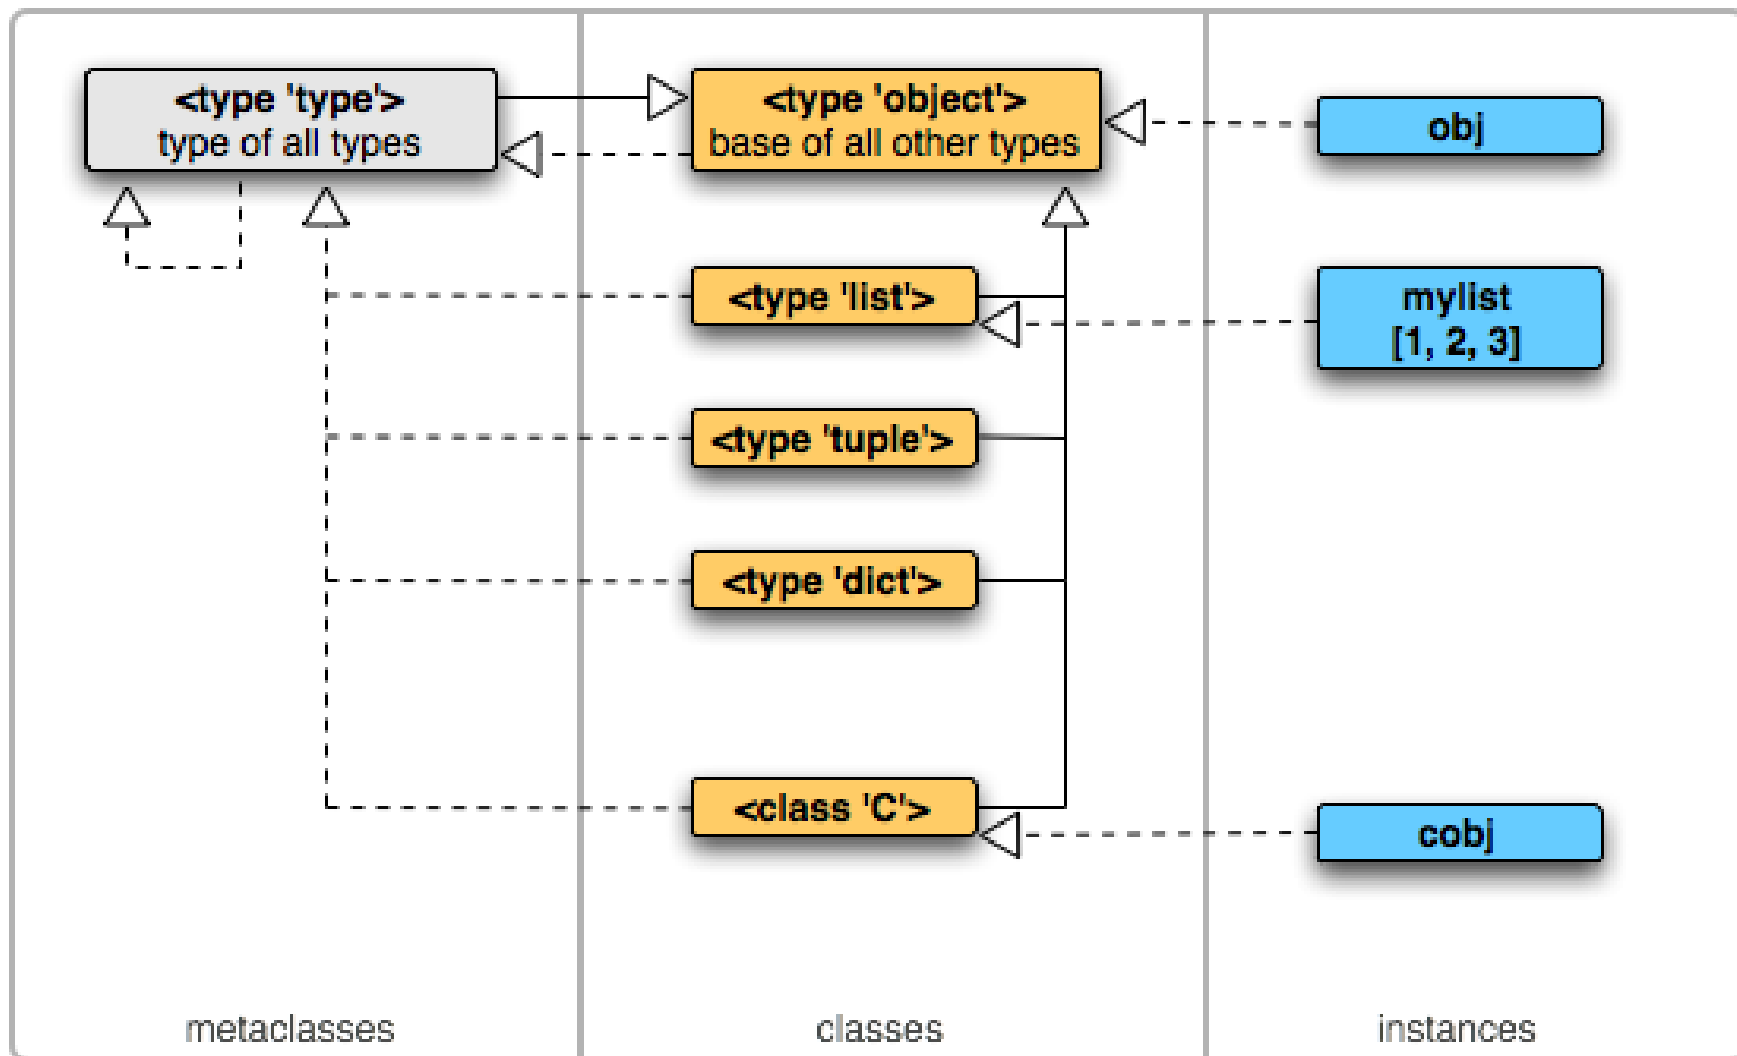 <type 'type'>
type of all types
<type 'object'>
base of all other types
obj
<type 'list'>
mylist
[1, 2, 3]
<type 'tuple'>
<type 'dict'>
<class 'C'>
cobj
metaclasses
classes
instances